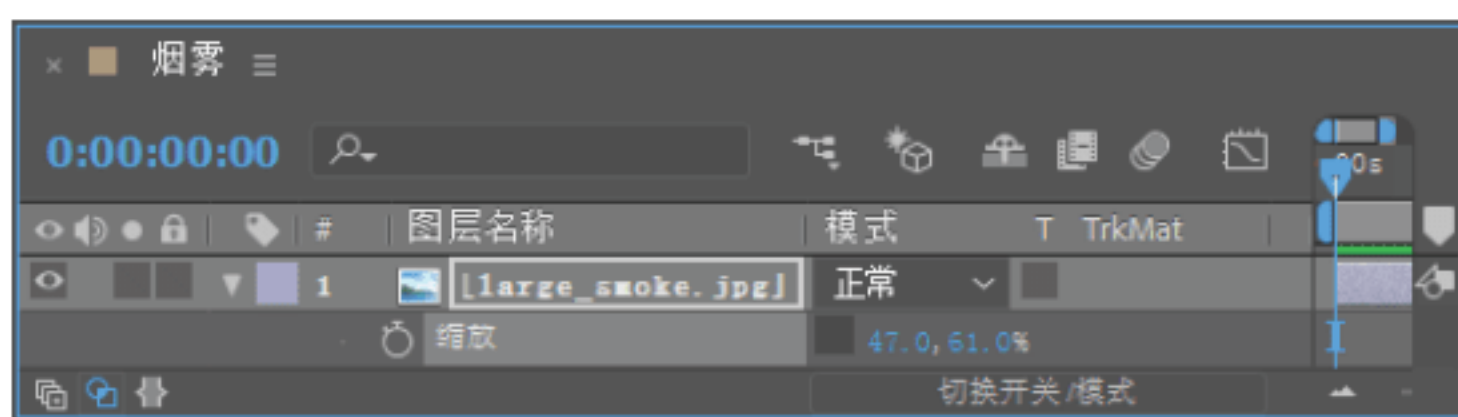 烟雾
0:00:00:00
00s
# 图层名称 模式 T TrkMat
1 [large_smoke.jpg] 正常
缩放 47.0,61.0%
切换开关/模式